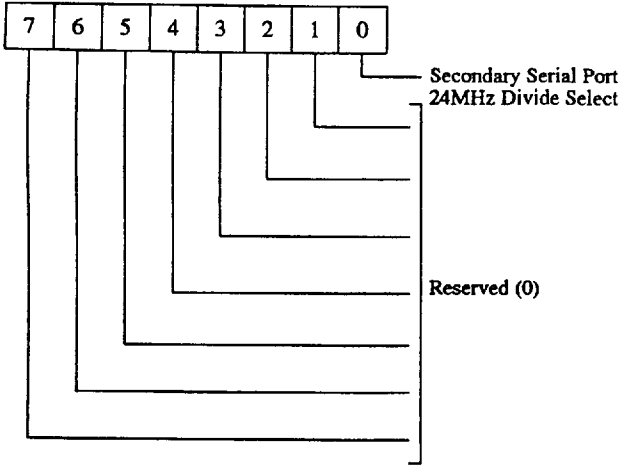 7 6 5 4 3 2 1 0
Secondary Serial Port
24MHz Divide Select
Reserved (0)